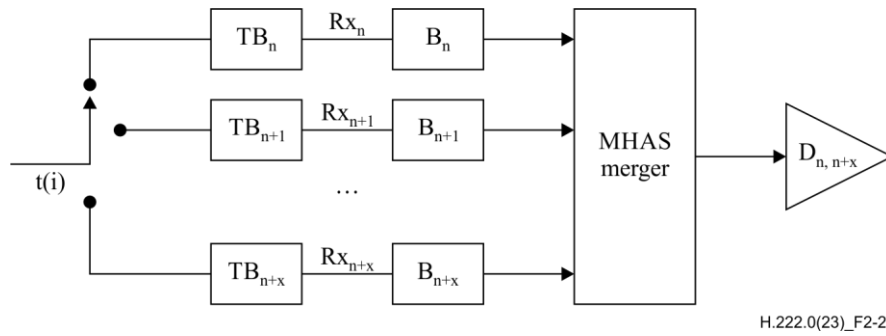 TBₙ Rxₙ Bₙ
TBₙ₊₁ Rxₙ₊₁ Bₙ₊₁
MHAS
merger
Dₙ, ₙ₊ₓ
t(i)
...
TBₙ₊ₓ Rxₙ₊ₓ Bₙ₊ₓ
H.222.0(23)_F2-2